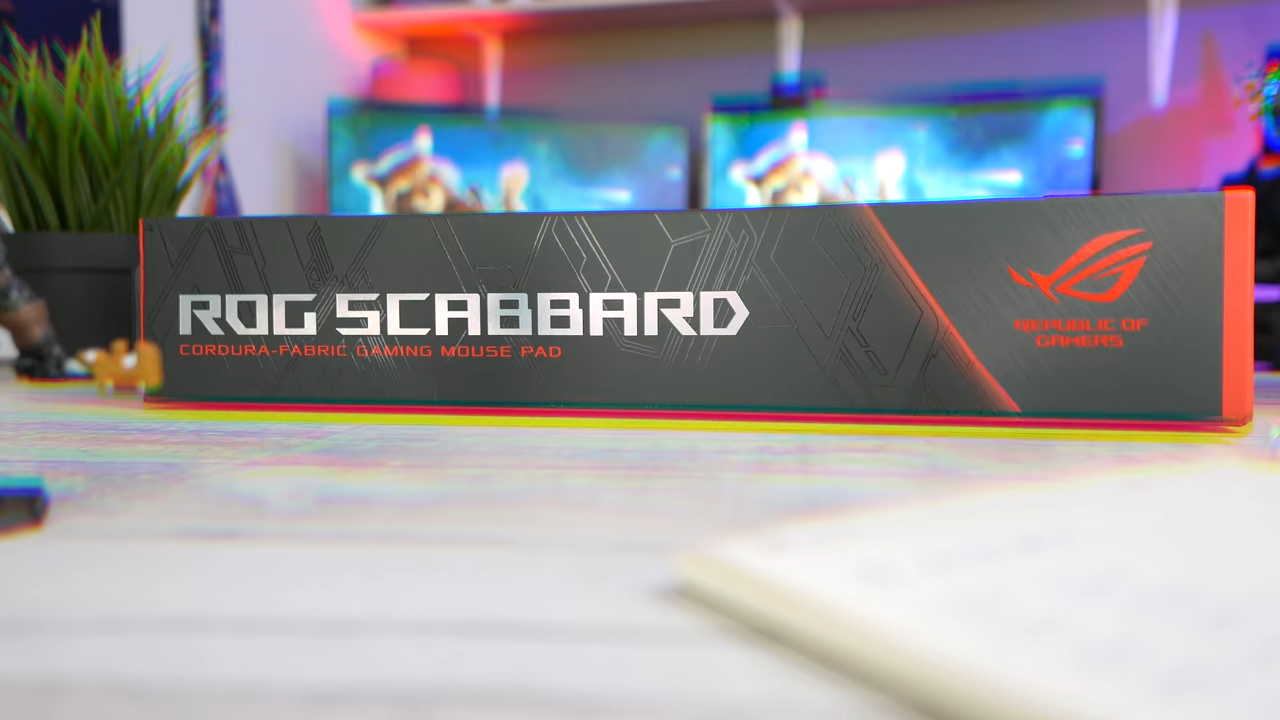 ROG SCABBARD
CORDURA-FABRIC GAMING MOUSE PAD
REPUBLIC OF
GAMERS